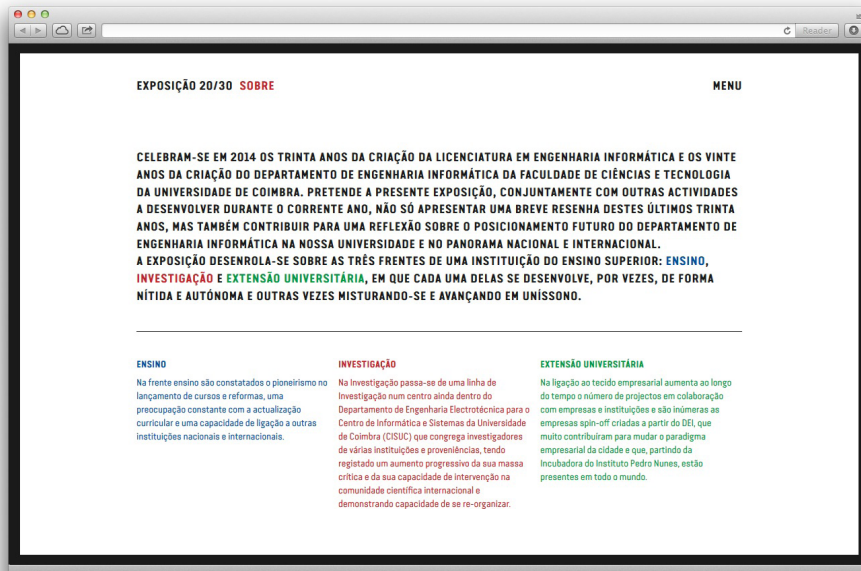 Reader
EXPOSIÇÃO 20/30 SOBRE
MENU
CELEBRAM-SE EM 2014 OS TRINTA ANOS DA CRIAÇÃO DA LICENCIATURA EM ENGENHARIA INFORMÁTICA E OS VINTE
ANOS DA CRIAÇÃO DO DEPARTAMENTO DE ENGENHARIA INFORMÁTICA DA FACULDADE DE CIÊNCIAS E TECNOLOGIA
DA UNIVERSIDADE DE COIMBRA. PRETENDE A PRESENTE EXPOSIÇÃO, CONJUNTAMENTE COM OUTRAS ACTIVIDADES
A DESENVOLVER DURANTE O CORRENTE ANO, NÃO SÓ APRESENTAR UMA BREVE RESENHA DESTES ÚLTIMOS TRINTA
ANOS, MAS TAMBÉM CONTRIBUIR PARA UMA REFLEXÃO SOBRE O POSICIONAMENTO FUTURO DO DEPARTAMENTO DE
ENGENHARIA INFORMÁTICA NA NOSSA UNIVERSIDADE E NO PANORAMA NACIONAL E INTERNACIONAL.
A EXPOSIÇÃO DESENROLA-SE SOBRE AS TRÊS FRENTES DE UMA INSTITUIÇÃO DO ENSINO SUPERIOR: ENSINO,
INVESTIGAÇÃO E EXTENSÃO UNIVERSITÁRIA, EM QUE CADA UMA DELAS SE DESENVOLVE, POR VEZES, DE FORMA
NÍTIDA E AUTÓNOMA E OUTRAS VEZES MISTURANDO-SE E AVANÇANDO EM UNÍSSONO.
ENSINO
Na frente ensino são constatados o pioneirismo no
lançamento de cursos e reformas, uma
preocupação constante com a actualização
curricular e uma capacidade de ligação a outras
instituições nacionais e internacionais.
INVESTIGAÇÃO
Na Investigação passa-se de uma linha de
Investigação num centro ainda dentro do
Departamento de Engenharia Electrotécnica para o
Centro de Informática e Sistemas da Universidade
de Coimbra (CISUC) que congrega investigadores
de várias instituições e proveniências, tendo
registado um aumento progressivo da sua massa
crítica e da sua capacidade de intervenção na
comunidade científica internacional e
demonstrando capacidade de se re-organizar.
EXTENSÃO UNIVERSITÁRIA
Na ligação ao tecido empresarial aumenta ao longo
do tempo o número de projectos em colaboração
com empresas e instituições e são inúmeras as
empresas spin-off criadas a partir do DEI, que
muito contribuíram para mudar o paradigma
empresarial da cidade e que, partindo da
Incubadora do Instituto Pedro Nunes, estão
presentes em todo o mundo.